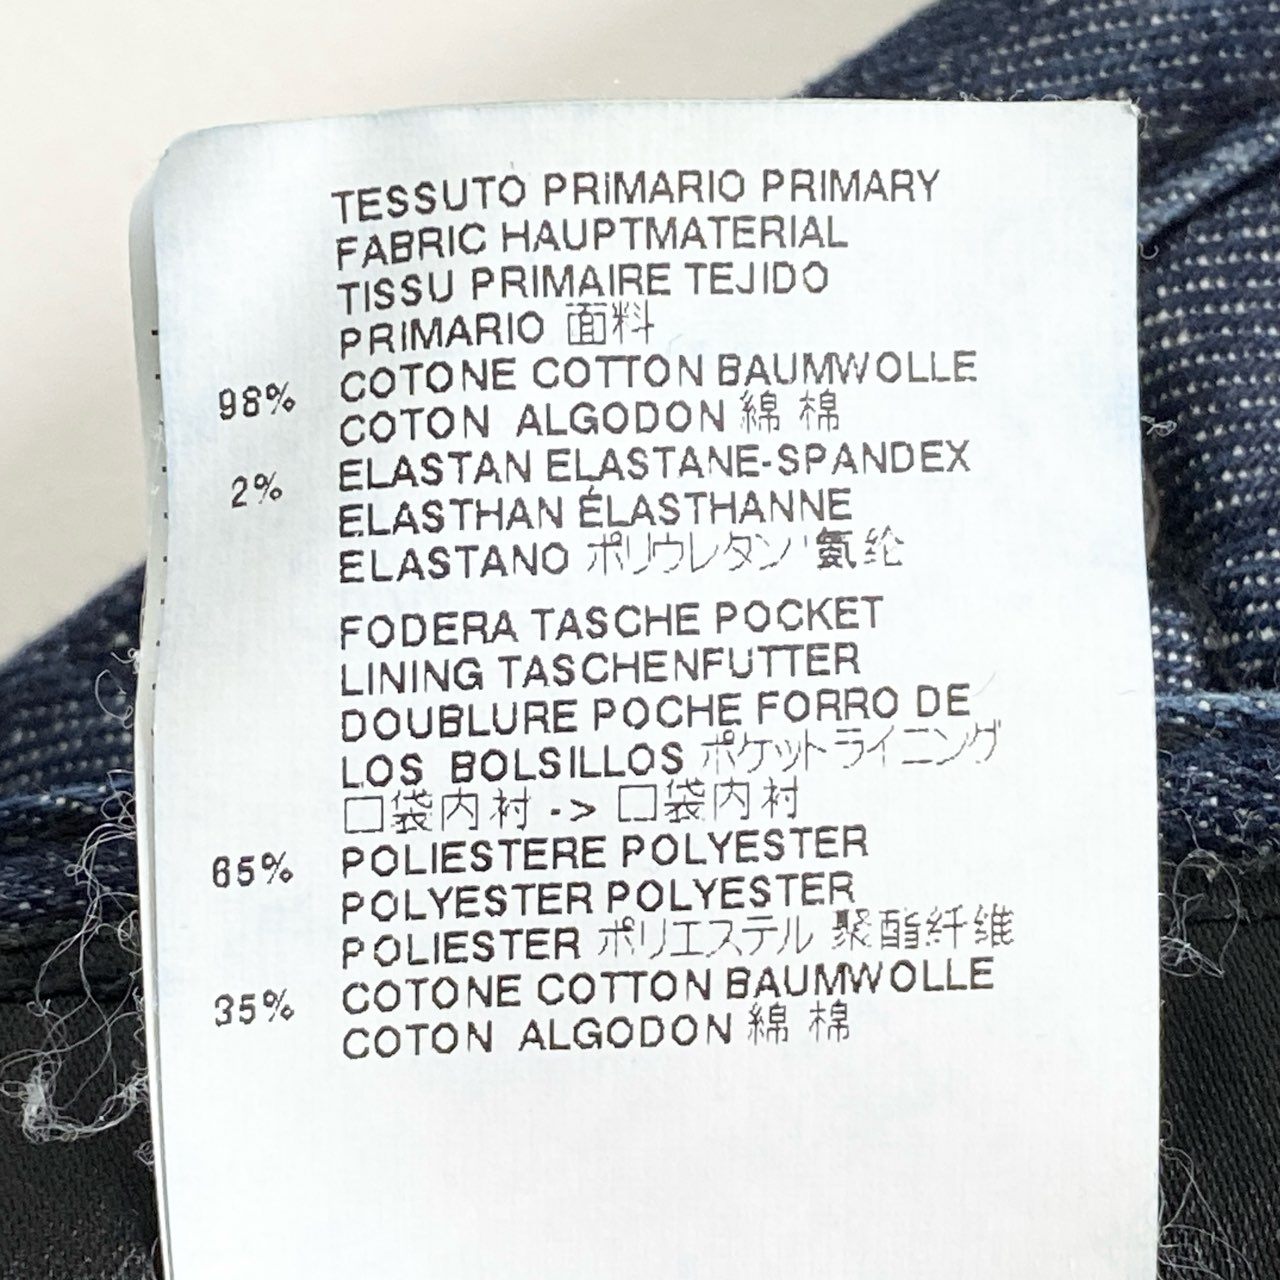 TESSUTO PRIMARIO PRIMARY
FABRIC HAUPTMATERIAL
TISSU PRIMAIRE TEJIDO
PRIMARIO 面料
98% COTONE COTTON BAUMWOLLE
COTON ALGODON 綿 棉
2% ELASTAN ELASTANE-SPANDEX
ELASTHAN ÉLASTHANNE
ELASTANO ポリウレタン 氨纶
FODERA TASCHE POCKET
LINING TASCHENFUTTER
DOUBLURE POCHE FORRO DE
LOS BOLSILLOS ポケットライニング
口袋内衬 -> 口袋内衬
65% POLIESTERE POLYESTER
POLYESTER POLYESTER
POLIESTER ポリエステル 聚酯纤维
35% COTONE COTTON BAUMWOLLE
COTON ALGODON 綿 棉